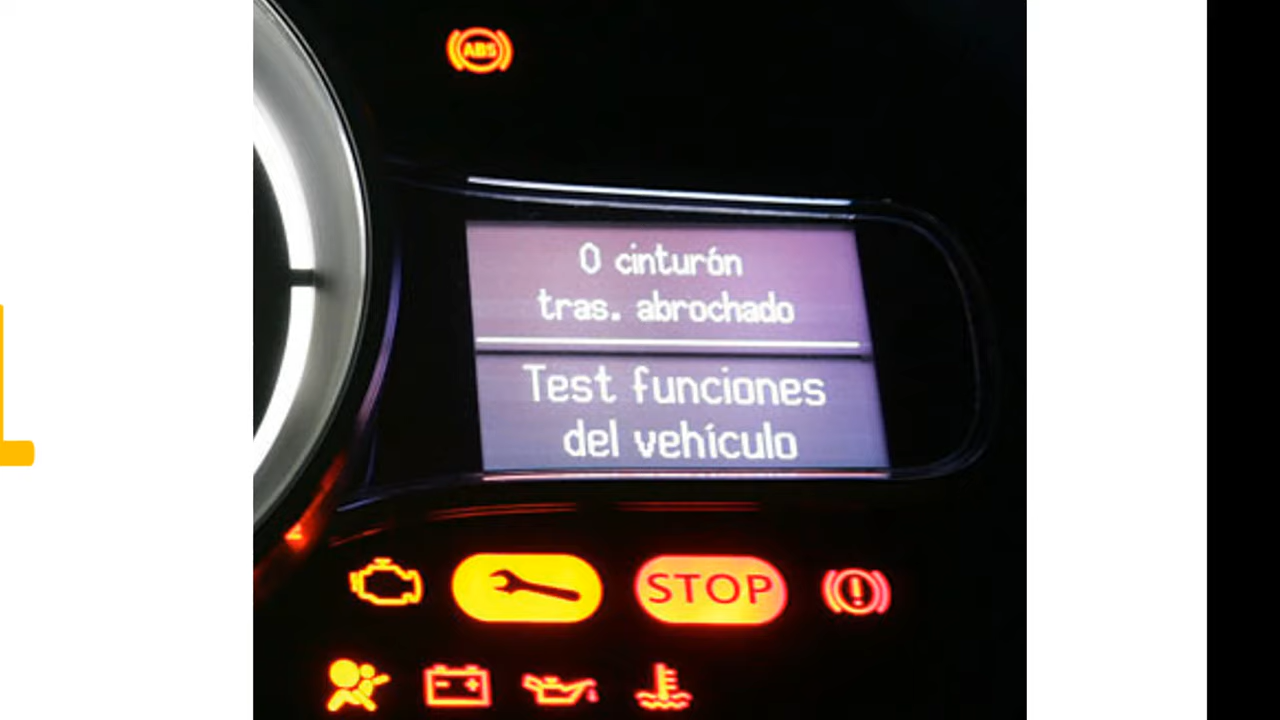 ABS
0 cinturón
tras. abrochado
Test funciones
del vehículo
STOP